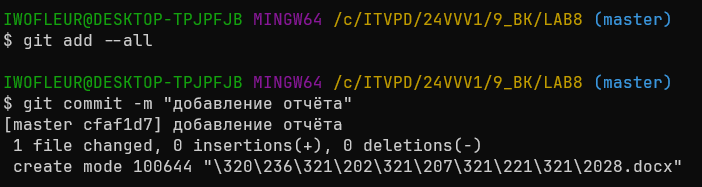 IWOFLEUR@DESKTOP-TPJPFJB MINGW64 /c/ITVPD/24VVV1/9_BK/LAB8 (master)
$ git add --all
IWOFLEUR@DESKTOP-TPJPFJB MINGW64 /c/ITVPD/24VVV1/9_BK/LAB8 (master)
$ git commit -m "добавление отчёта"
[master cfaf1d7] добавление отчёта
1 file changed, 0 insertions(+), 0 deletions(-)
create mode 100644 "\320\236\321\202\321\207\321\221\321\2028.docx"